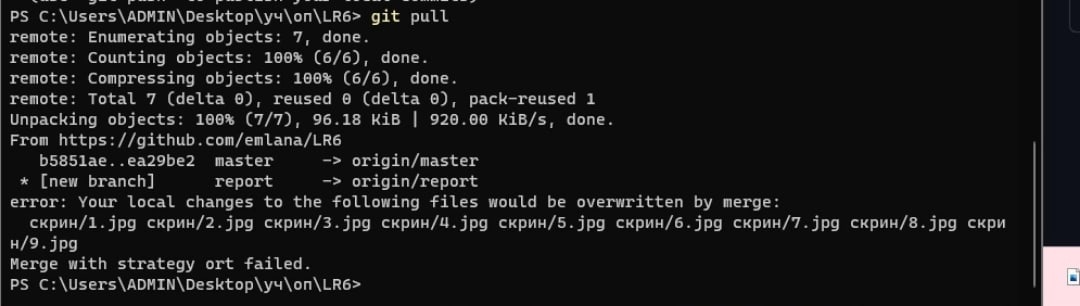 PS C:\Users\ADMIN\Desktop\уч\оп\LR6> git pull
remote: Enumerating objects: 7, done.
remote: Counting objects: 100% (6/6), done.
remote: Compressing objects: 100% (6/6), done.
remote: Total 7 (delta 0), reused 0 (delta 0), pack-reused 1
Unpacking objects: 100% (7/7), 96.18 KiB | 920.00 KiB/s, done.
From https://github.com/emlana/LR6
   b5851ae..ea29be2  master     -> origin/master
 * [new branch]      report     -> origin/report
error: Your local changes to the following files would be overwritten by merge:
  скрин/1.jpg скрин/2.jpg скрин/3.jpg скрин/4.jpg скрин/5.jpg скрин/6.jpg скрин/7.jpg скрин/8.jpg скри
н/9.jpg
Merge with strategy ort failed.
PS C:\Users\ADMIN\Desktop\уч\оп\LR6>